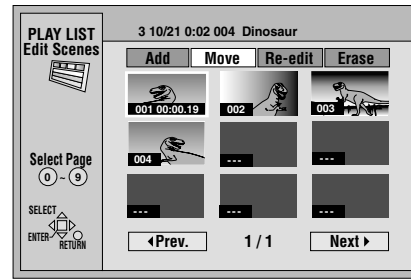 PLAY LIST
Edit Scenes
3 10/21 0:02 004 Dinosaur
Add Move Re-edit Erase
001 00:00.19 002 003
004 --- ---
--- --- ---
Select Page
0 ~ 9
SELECT
ENTER
RETURN
Prev. 1 / 1 Next